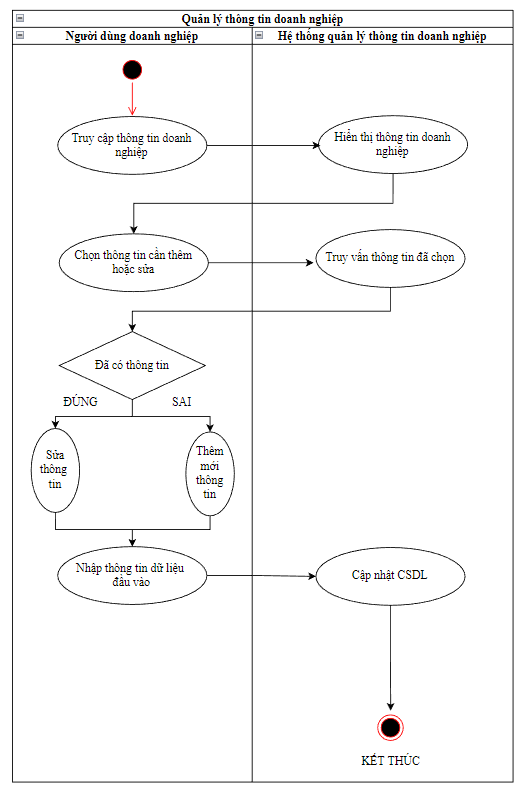 Quản lý thông tin doanh nghiệp
Người dùng doanh nghiệp
Hệ thống quản lý thông tin doanh nghiệp
Truy cập thông tin doanh
nghiệp
Hiển thị thông tin doanh
nghiệp
Chọn thông tin cần thêm
hoặc sửa
Truy vấn thông tin đã chọn
Đã có thông tin
ĐÚNG
SAI
Sửa
thông
tin
Thêm
mới
thông
tin
Nhập thông tin dữ liệu
đầu vào
Cập nhật CSDL
KẾT THÚC